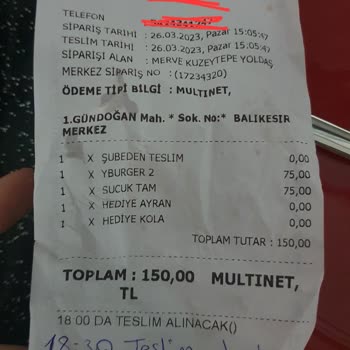 TELEFON
SİPARİŞ TARİHİ : 26.03.2023, Pazar 15:05:47
TESLİM TARİHİ : 26.03.2023, Pazar 15:05:47
SİPARİŞİ ALAN : MERVE KUZEYTEPE YOLDAŞ
MERKEZ SİPARİŞ NO : (17234320)
ÖDEME TİPİ BİLGİ : MULTINET,
1.GÜNDOĞAN Mah. * Sok. No:* BALIKESİR
MERKEZ
1 X ŞUBEDEN TESLİM 0,00
1 X YBURGER 2 75,00
1 X SUCUK TAM 75,00
1 X HEDİYE AYRAN 0,00
1 X HEDİYE KOLA 0,00
TOPLAM TUTAR : 150,00
TOPLAM : 150,00 MULTINET,
TL
18:00 DA TESLİM ALINACAK()
18-30